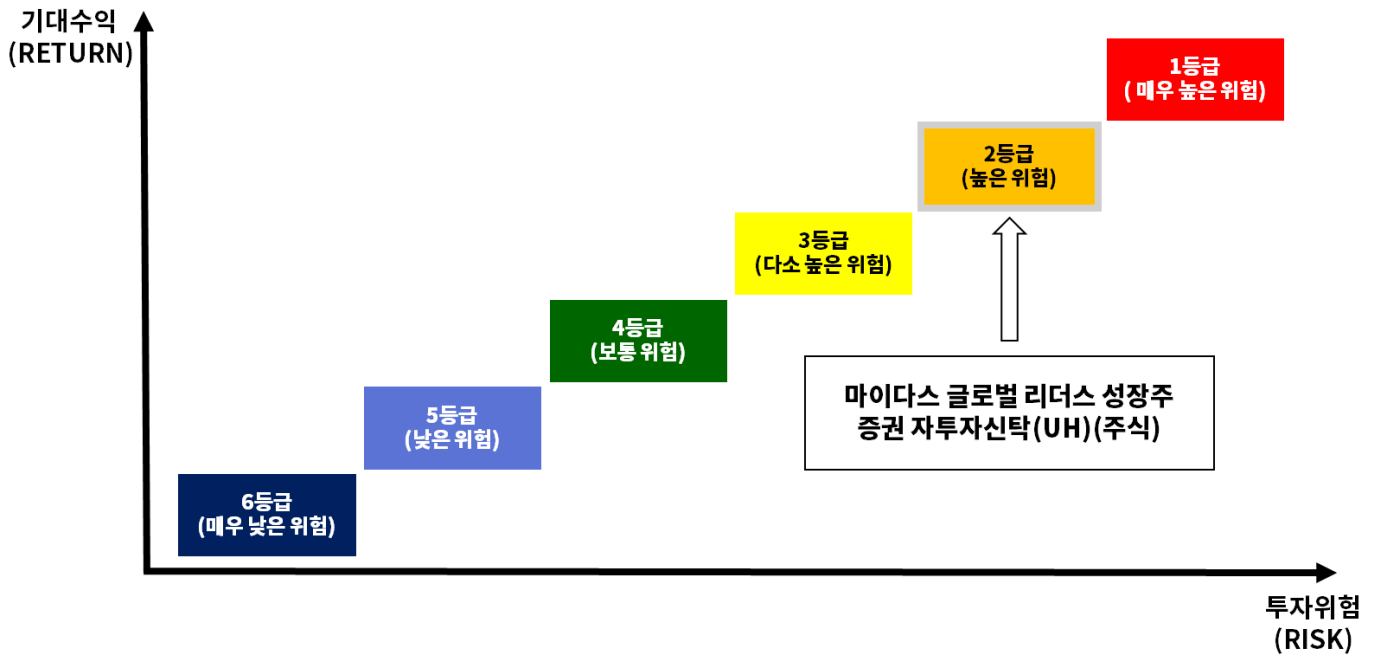 기대수익
(RETURN)
1등급
( 매우 높은 위험)
2등급
(높은 위험)
3등급
(다소 높은 위험)
4등급
(보통 위험)
마이다스 글로벌 리더스 성장주
증권 자투자신탁(UH)(주식)
5등급
(낮은 위험)
6등급
(매우 낮은 위험)
투자위험
(RISK)